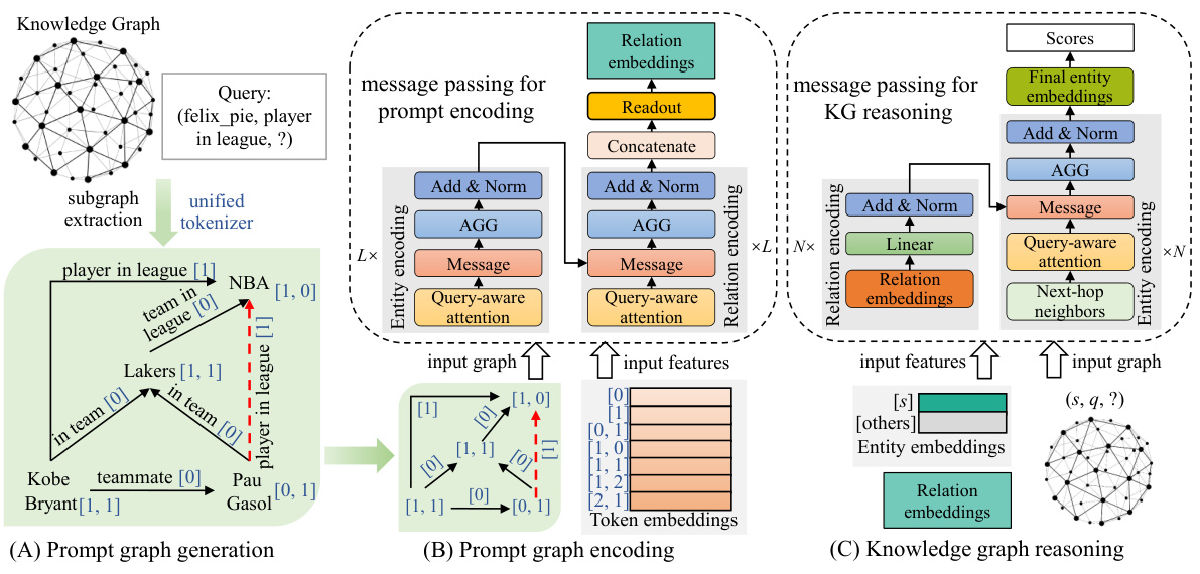 Knowledge Graph
Query:
(felix_pie, player
in league, ?)
subgraph
extraction
unified
tokenizer
player in league [1]
NBA
[1, 0]
team in
league [0]
player in league [1]
Lakers [1, 1]
in team [0]
in team [0]
Kobe
Bryant [1, 1]
teammate [0]
Pau
Gasol [0, 1]
(A) Prompt graph generation
message passing for
prompt encoding
Relation
embeddings
Readout
Concatenate
Add & Norm
AGG
Message
Query-aware
attention
Entity encoding
L×
Add & Norm
AGG
Message
Query-aware
attention
Relation encoding
×L
input graph
input features
[1]
[1, 0]
[0]
[1]
[1, 1]
[0]
[0]
[1, 1]
[0]
[0, 1]
[0]
[1]
[0, 1]
[1, 0]
[1, 1]
[1, 2]
[2, 1]
Token embeddings
(B) Prompt graph encoding
message passing for
KG reasoning
Scores
Final entity
embeddings
Add & Norm
AGG
Message
Query-aware
attention
Next-hop
neighbors
Entity encoding
×N
N×
Relation encoding
Add & Norm
Linear
Relation
embeddings
input features
input graph
[s]
[others]
Entity embeddings
(s, q, ?)
Relation
embeddings
(C) Knowledge graph reasoning